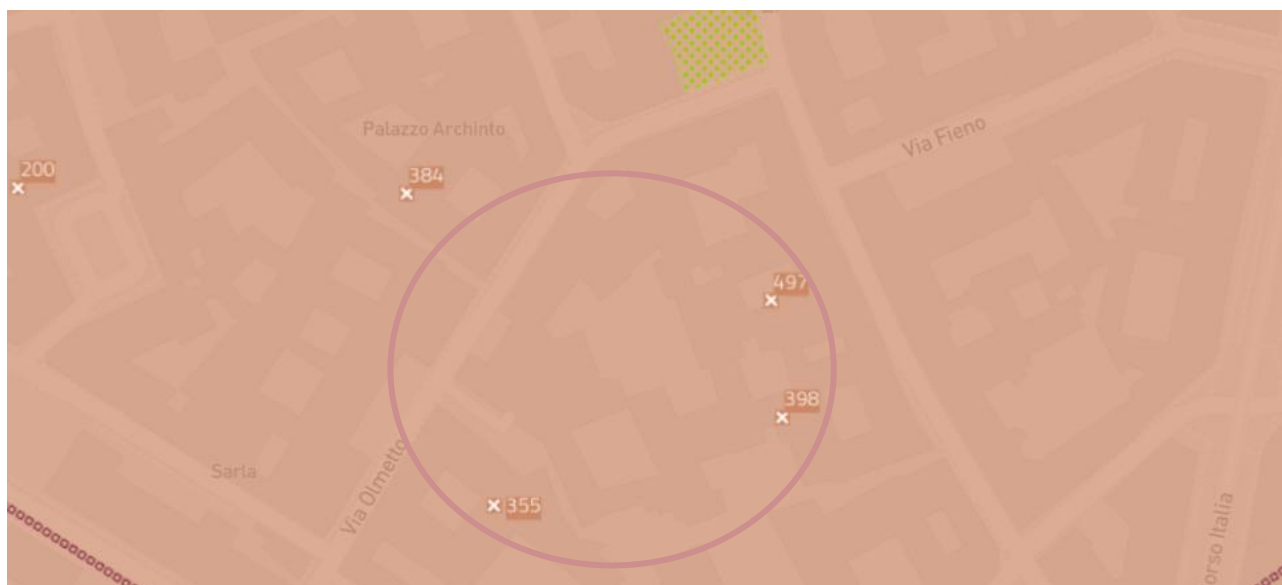 Via Fieno
Palazzo Archinto
200
384
497
398
Sarla
Via Olmetto
355
orso Italia